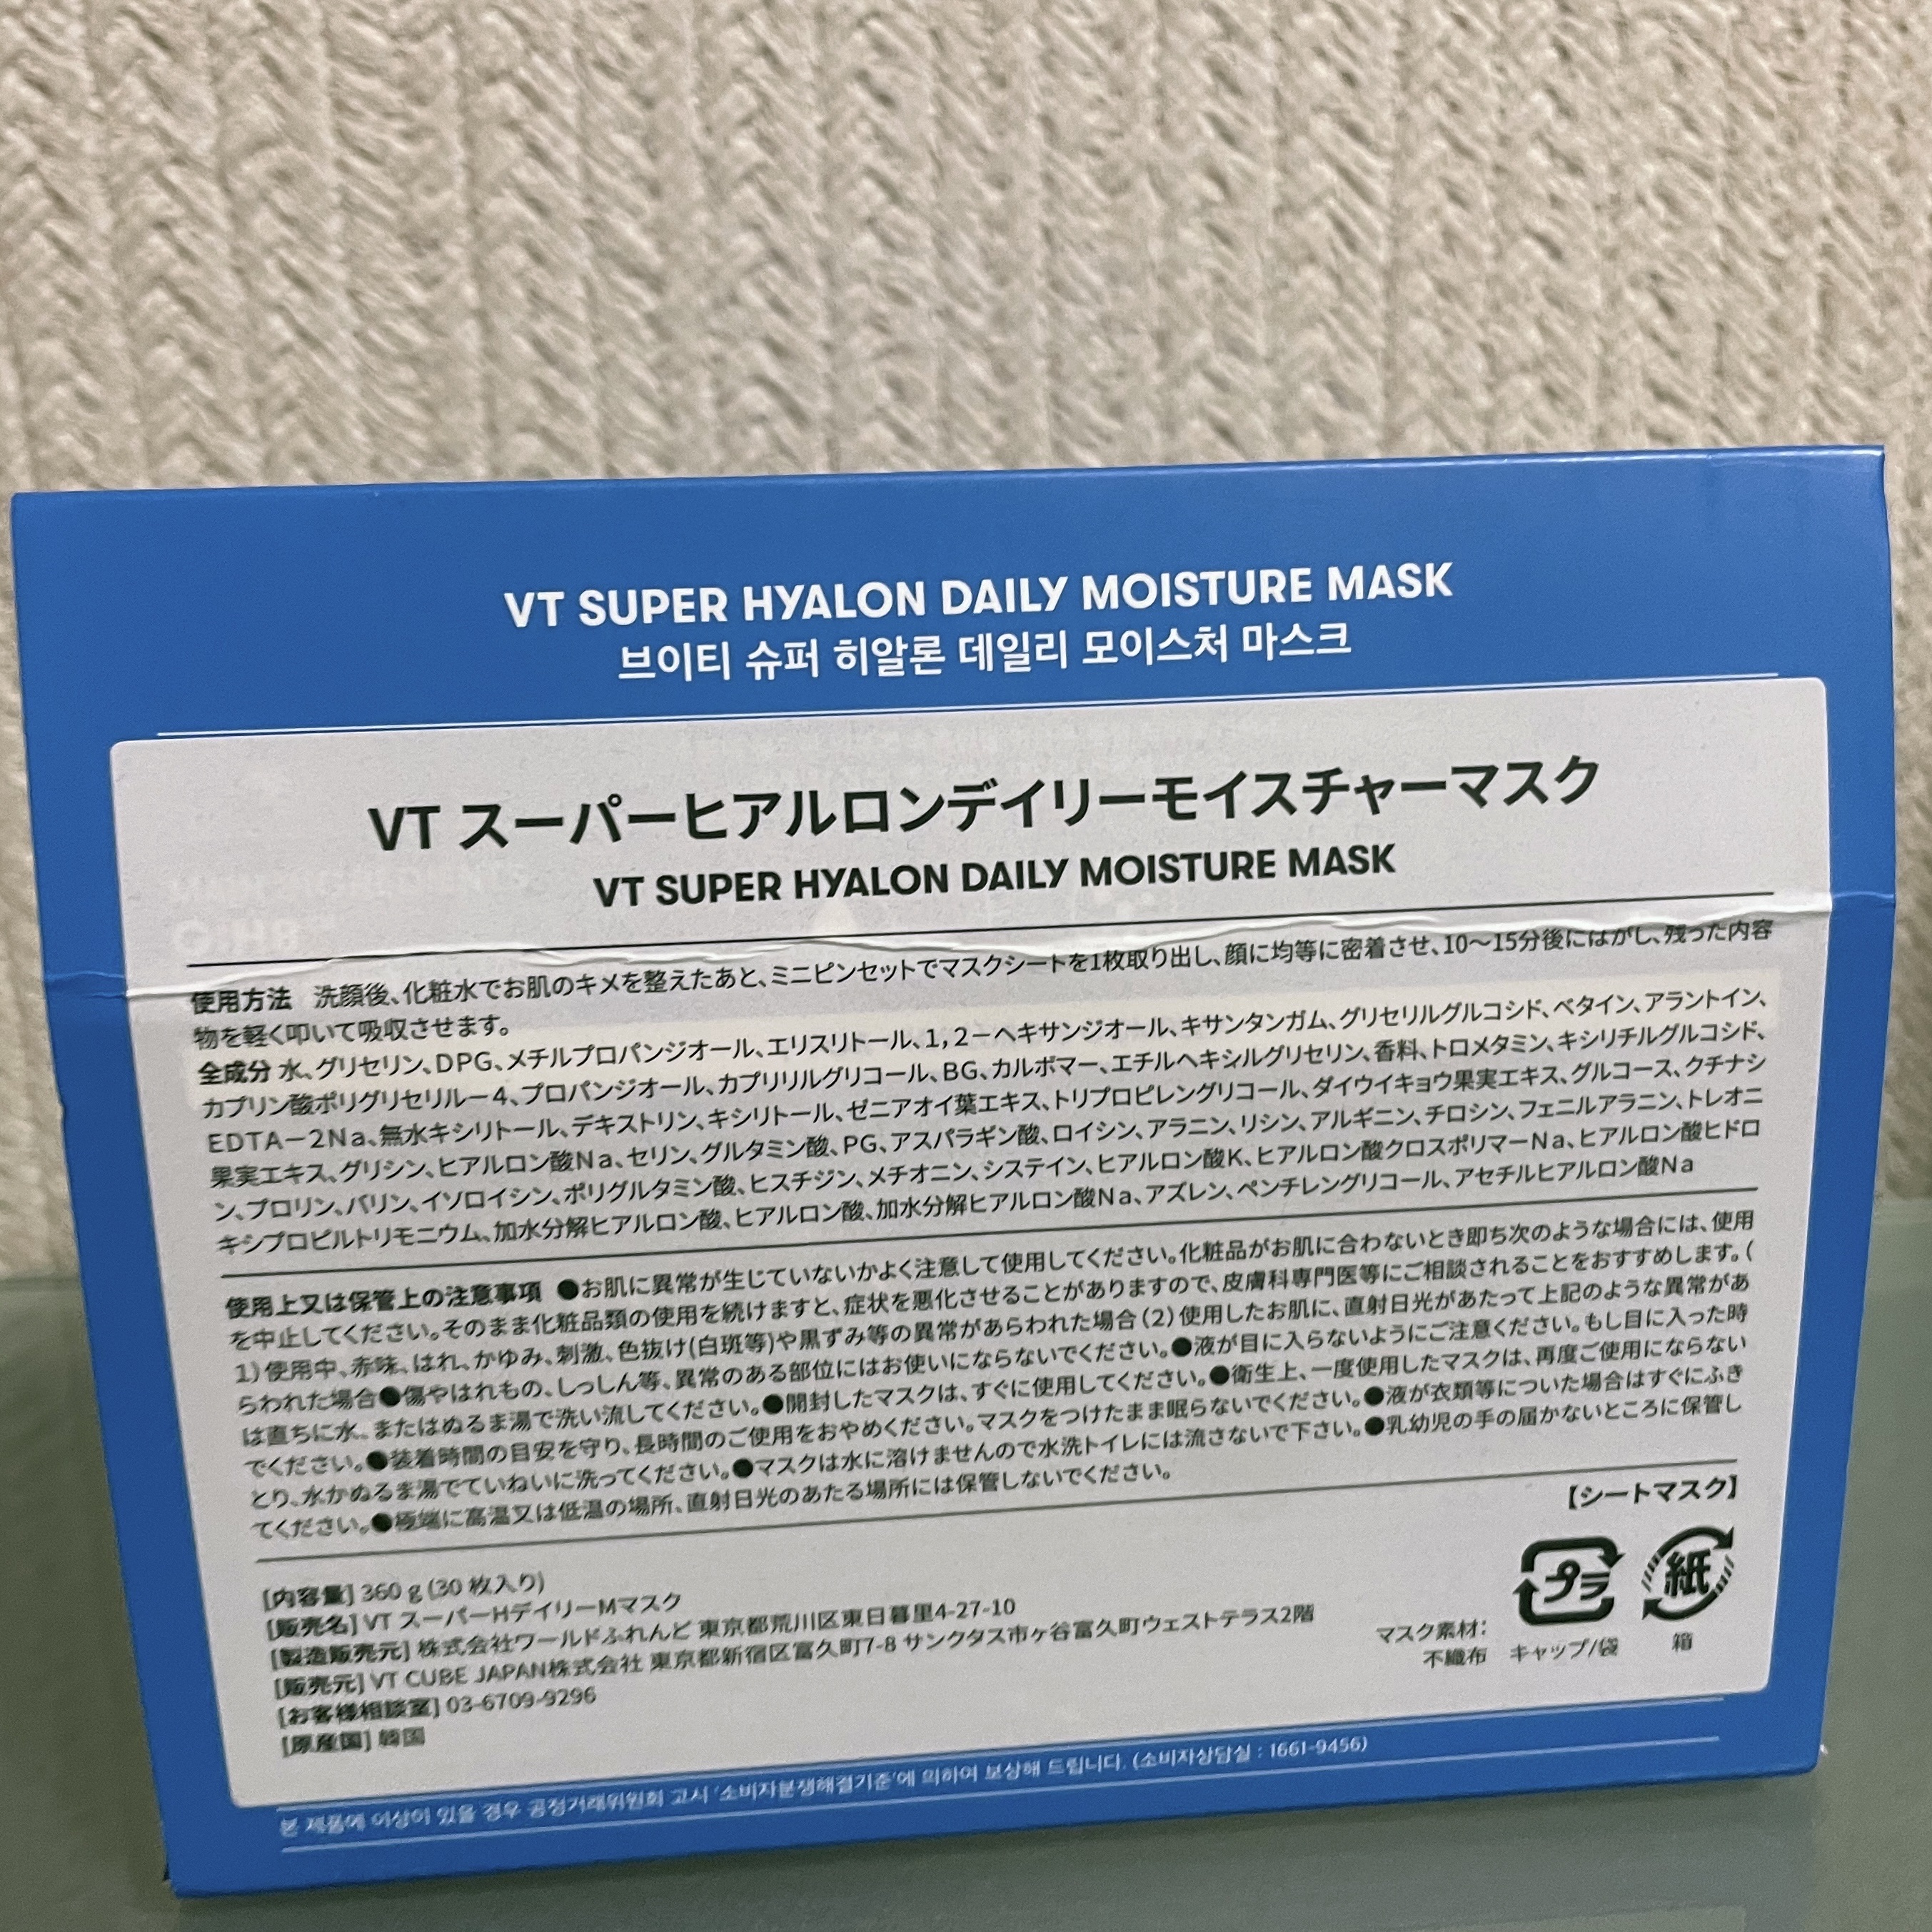 VT SUPER HYALON DAILY MOISTURE MASK
브이티 슈퍼 히알론 데일리 모이스처 마스크
VT スーパーヒアルロンデイリーモイスチャーマスク
VT SUPER HYALON DAILY MOISTURE MASK
使用方法 洗顔後、化粧水でお肌のキメを整えたあと、ミニピンセットでマスクシートを1枚取り出し、顔に均等に密着させ、10〜15分後にはがし、残った内容
物を軽く叩いて吸収させます。
全成分 水、グリセリン、DPG、メチルプロパンジオール、エリスリトール、1,2－ヘキサンジオール、キサンタンガム、グリセリルグルコシド、ベタイン、アラントイン、
カプリン酸ポリグリセリル－4、プロパンジオール、カプリリルグリコール、BG、カルボマー、エチルヘキシルグリセリン、香料、トロメタミン、キシリチルグルコシド、
EDTA－2Na、無水キシリトール、デキストリン、キシリトール、ゼニアオイ葉エキス、トリプロピレングリコール、ダイウイキョウ果実エキス、グルコース、クチナシ
果実エキス、グリシン、ヒアルロン酸Na、セリン、グルタミン酸、PG、アスパラギン酸、ロイシン、アラニン、リシン、アルギニン、チロシン、フェニルアラニン、トレオニ
ン、プロリン、バリン、イソロイシン、ポリグルタミン酸、ヒスチジン、メチオニン、システイン、ヒアルロン酸K、ヒアルロン酸クロスポリマーNa、ヒアルロン酸ヒドロ
キシプロピルトリモニウム、加水分解ヒアルロン酸、ヒアルロン酸、加水分解ヒアルロン酸Na、アズレン、ペンチレングリコール、アセチルヒアルロン酸Na
使用上又は保管上の注意事項 ●お肌に異常が生じていないかよく注意して使用してください。化粧品がお肌に合わないとき即ち次のような場合には、使用
を中止してください。そのまま化粧品類の使用を続けますと、症状を悪化させることがありますので、皮膚科専門医等にご相談されることをおすすめします。(
1)使用中、赤味、はれ、かゆみ、刺激、色抜け(白斑等)や黒ずみ等の異常があらわれた場合(2)使用したお肌に、直射日光があたって上記のような異常があ
らわれた場合●傷やはれもの、しっしん等、異常のある部位にはお使いにならないでください。●液が目に入らないようにご注意ください。もし目に入った時
は直ちに水、またはぬるま湯で洗い流してください。●開封したマスクは、すぐに使用してください。●衛生上、一度使用したマスクは、再度ご使用にならない
でください。●装着時間の目安を守り、長時間のご使用をおやめください。マスクをつけたまま眠らないでください。●液が衣類等についた場合はすぐにふき
とり、水かぬるま湯でていねいに洗ってください。●マスクは水に溶けませんので水洗トイレには流さないで下さい。●乳幼児の手の届かないところに保管し
てください。●極端に高温又は低温の場所、直射日光のあたる場所には保管しないでください。
【シートマスク】
[内容量] 360 g (30 枚入り)
[販売名] VT スーパーHデイリーMマスク
[製造販売元] 株式会社ワールドふれんど 東京都荒川区東日暮里4-27-10
[販売元] VT CUBE JAPAN株式会社 東京都新宿区富久町7-8 サンクタス市ヶ谷富久町ウェストテラス2階
[お客様相談室] 03-6709-9296
[原産国] 韓国
マスク素材:
不織布
プラ
キャップ/袋
紙
箱
본 제품에 이상이 있을 경우 공정거래위원회 고시 '소비자분쟁해결기준'에 의하여 보상해 드립니다. (소비자상담실 : 1661-9456)